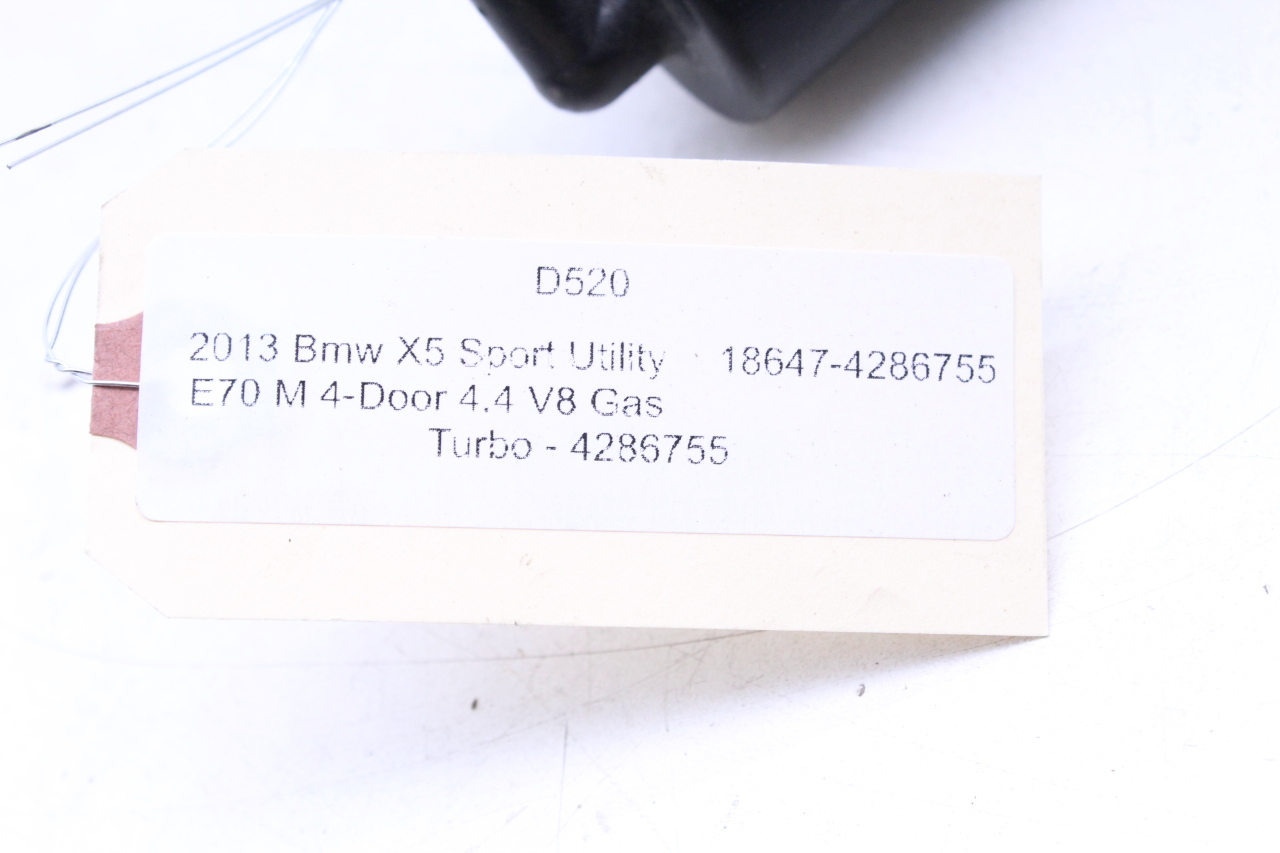 D520
2013 Bmw X5 Sport Utility 18647-4286755
E70 M 4-Door 4.4 V8 Gas
Turbo - 4286755